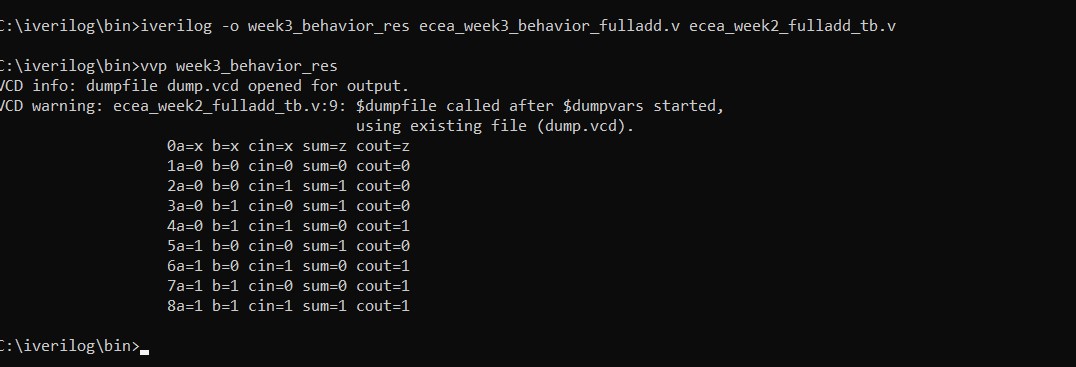 C:\iverilog\bin>iverilog -o week3_behavior_res ecea_week3_behavior_fulladd.v ecea_week2_fulladd_tb.v
C:\iverilog\bin>vvp week3_behavior_res
VCD info: dumpfile dump.vcd opened for output.
VCD warning: ecea_week2_fulladd_tb.v:9: $dumpfile called after $dumpvars started,
using existing file (dump.vcd).
0a=x b=x cin=x sum=z cout=z
1a=0 b=0 cin=0 sum=0 cout=0
2a=0 b=0 cin=1 sum=1 cout=0
3a=0 b=1 cin=0 sum=1 cout=0
4a=0 b=1 cin=1 sum=0 cout=1
5a=1 b=0 cin=0 sum=1 cout=0
6a=1 b=0 cin=1 sum=0 cout=1
7a=1 b=1 cin=0 sum=0 cout=1
8a=1 b=1 cin=1 sum=1 cout=1
C:\iverilog\bin>